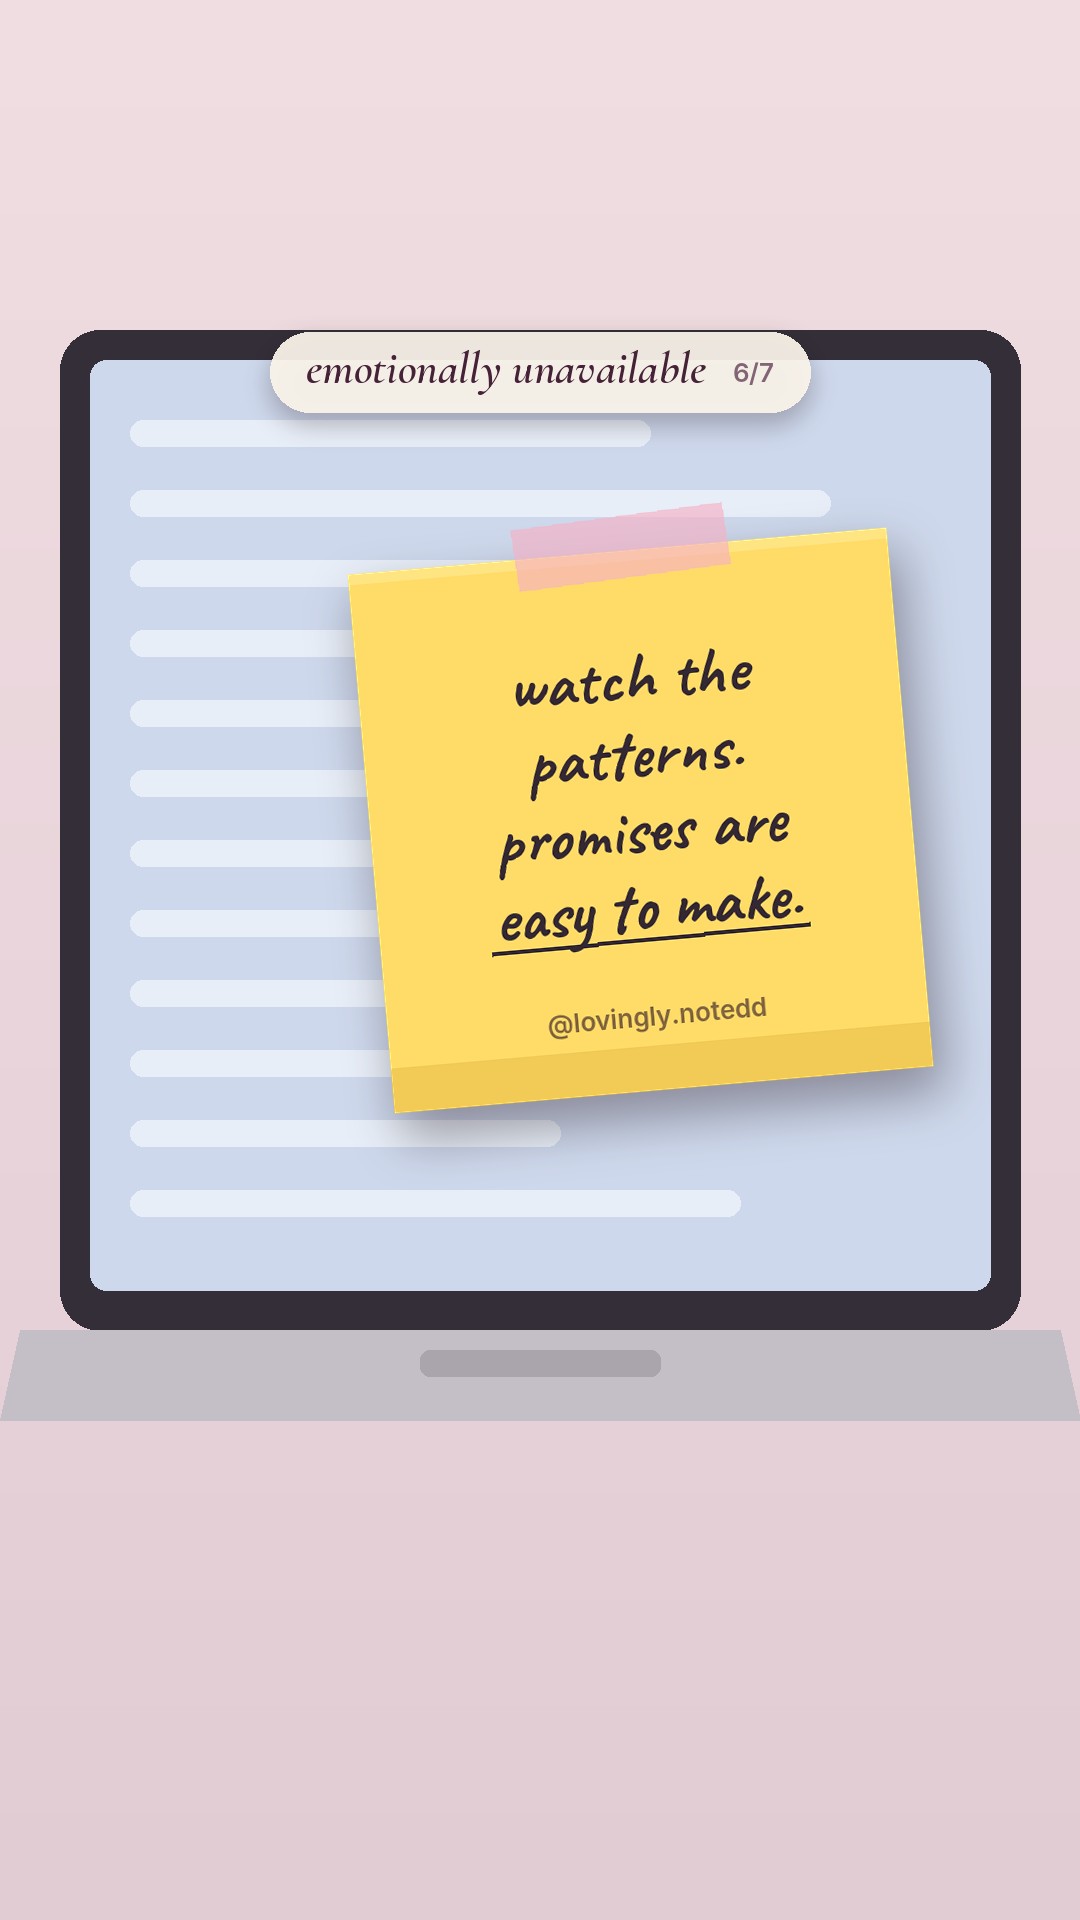 emotionally unavailable 6/7
watch the
patterns.
promises are
easy to make.
@lovingly.notedd